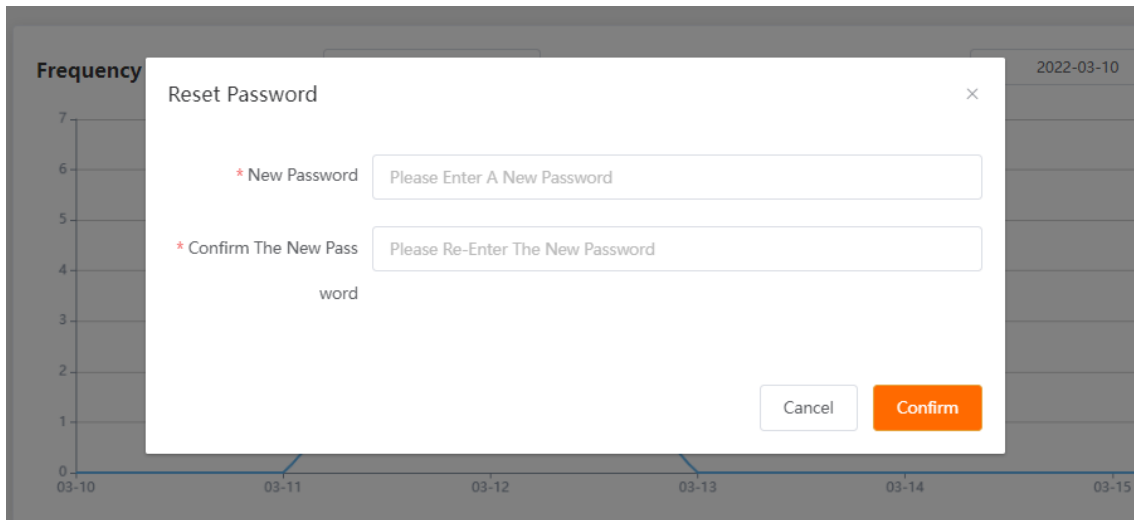 Frequency
2022-03-10
Reset Password
×
* New Password
Please Enter A New Password
* Confirm The New Pass
word
Please Re-Enter The New Password
Cancel
Confirm
7
6
5
4
3
2
1
0
03-10
03-11
03-12
03-13
03-14
03-15